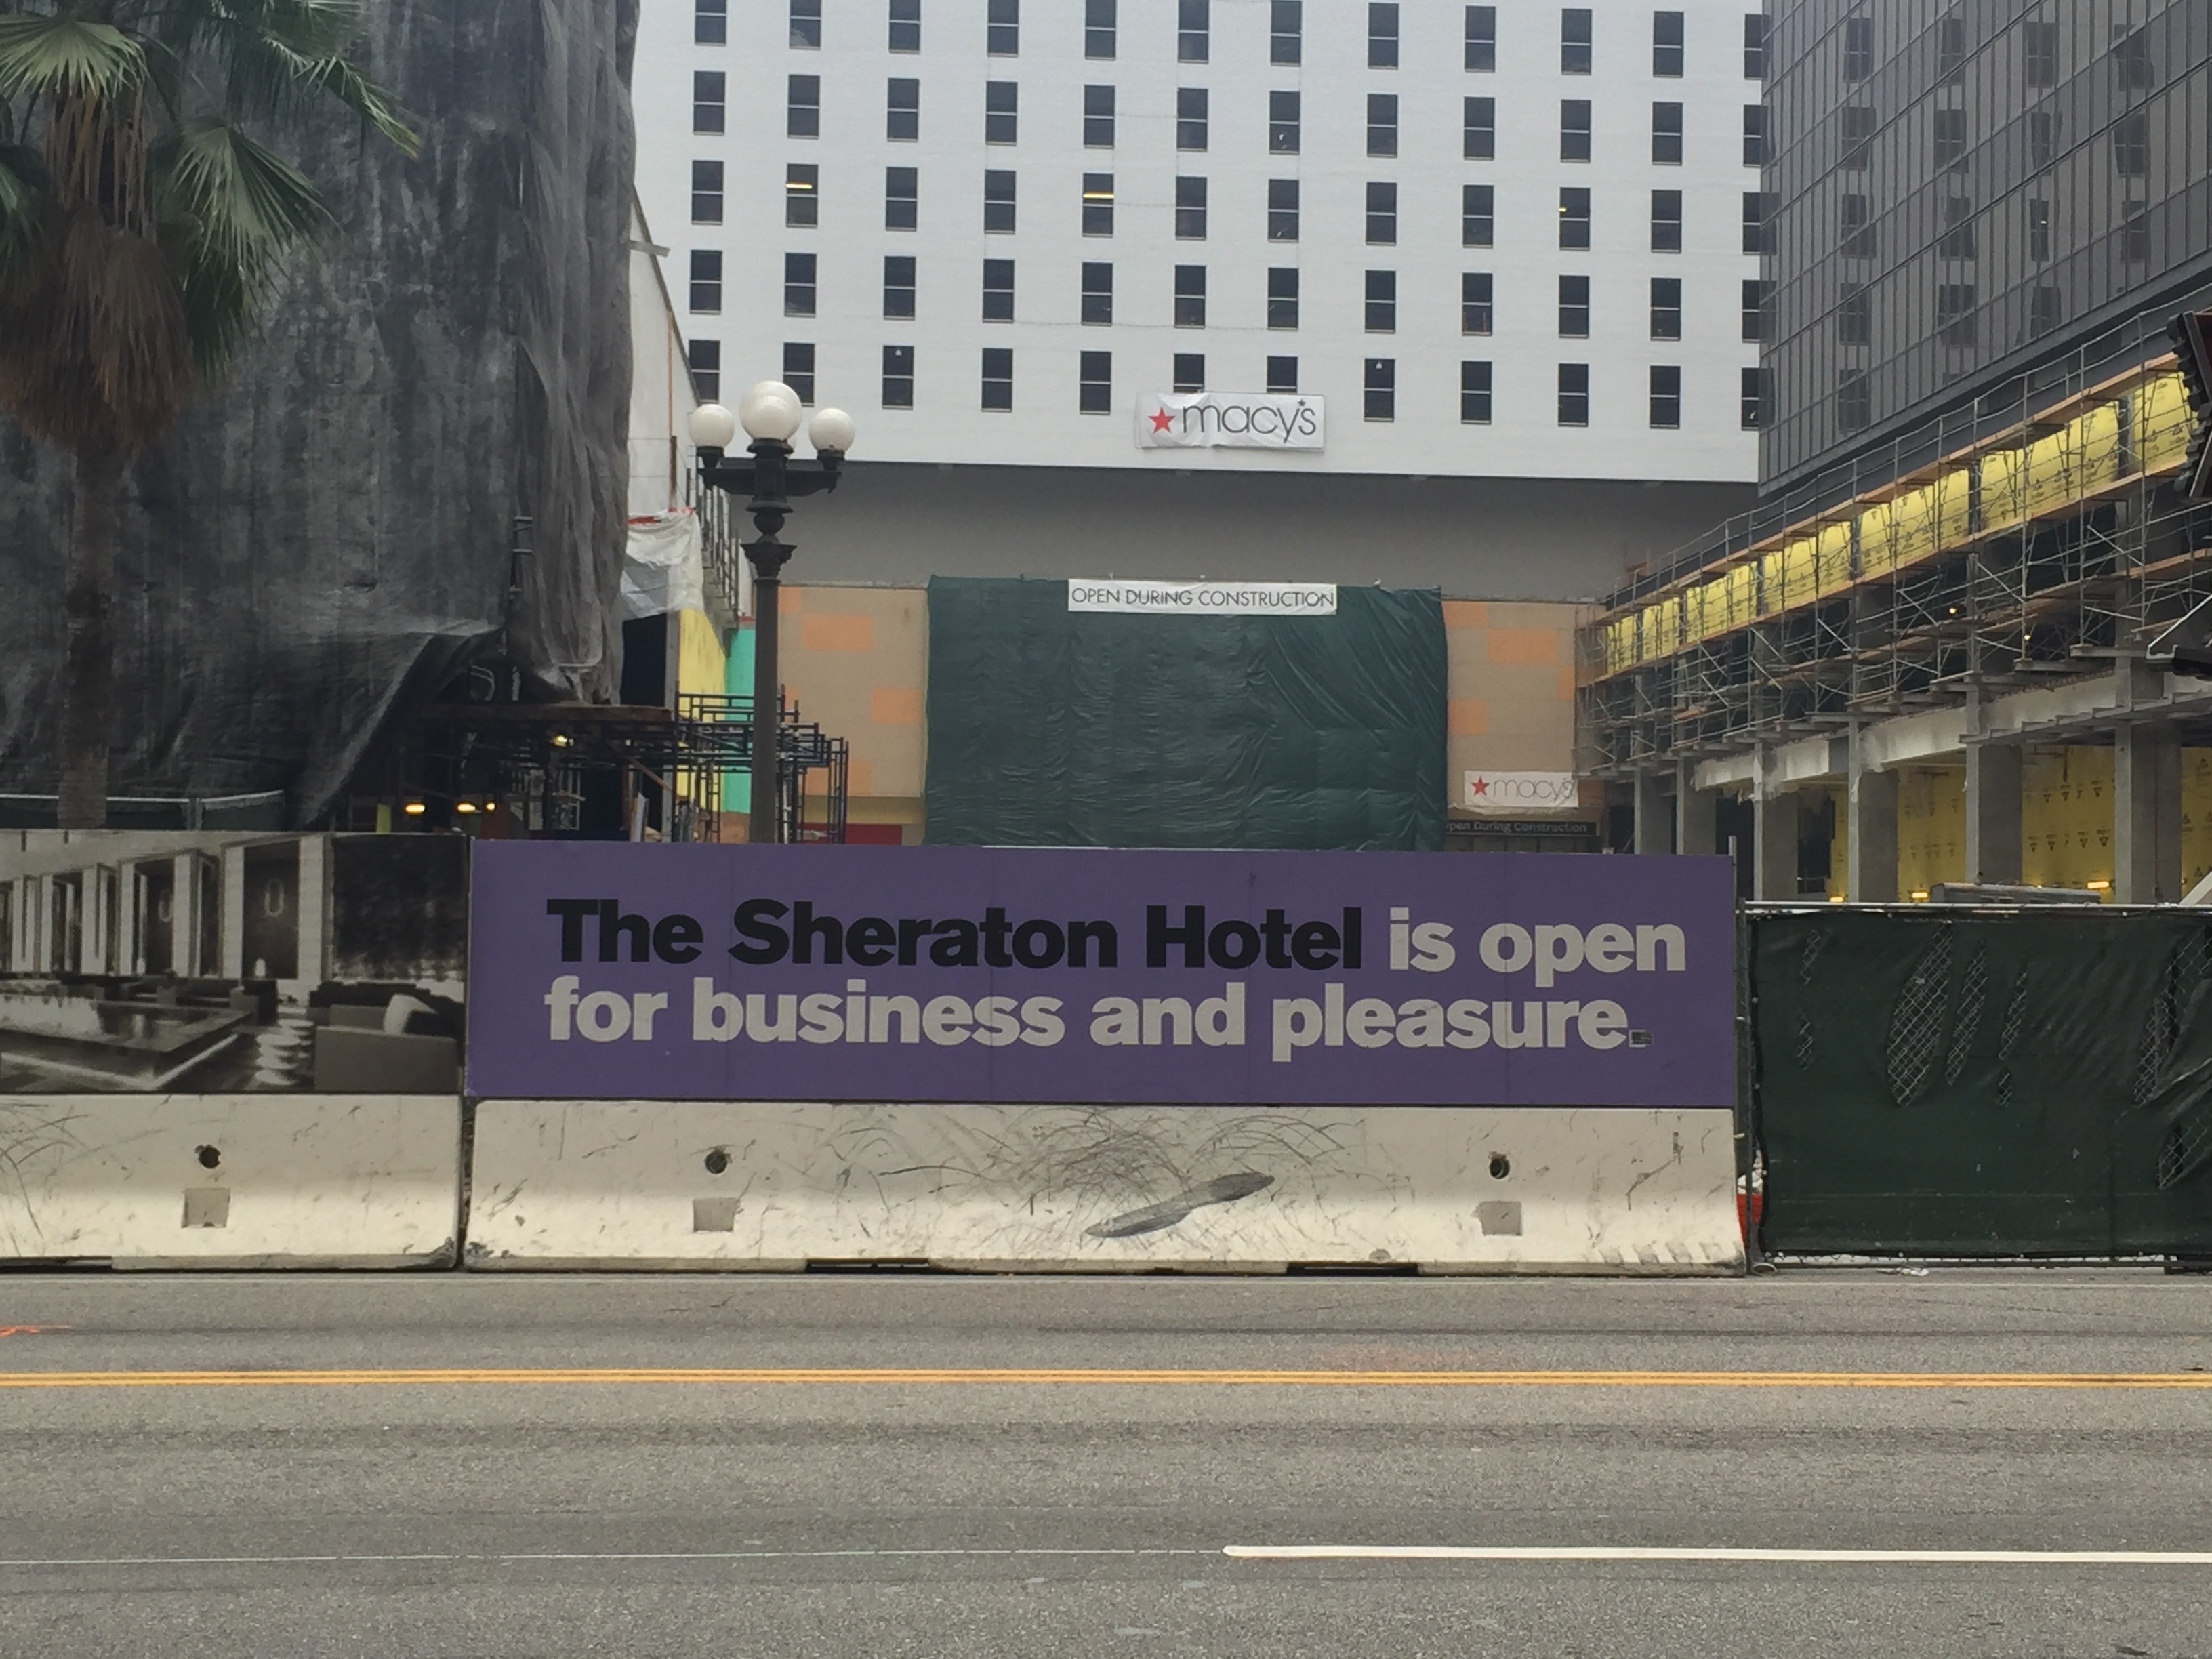 macy's
OPEN DURING CONSTRUCTION
macy's
Open During Construction
The Sheraton Hotel is open
for business and pleasure.